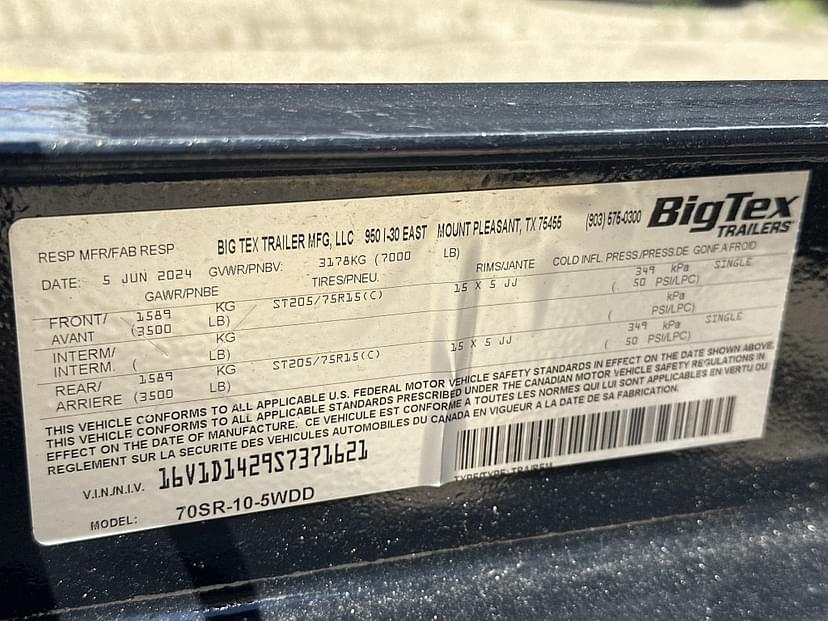 RESP MFR/FAB RESP BIG TEX TRAILER MFG, LLC 950 I-30 EAST MOUNT PLEASANT, TX 75455 (903) 575-0300 BigTex TRAILERS
DATE: 5 JUN 2024 GVWR/PNBV: 3178KG (7000 LB)
GAWR/PNBE TIRES/PNEU. RIMS/JANTE COLD INFL. PRESS./PRESS.DE GONF.A FROID
FRONT/ 1589 KG ST205/75R15(C) 15 X 5 JJ 349 kPa SINGLE
AVANT (3500 LB) ( 50 PSI/LPC)
INTERM/ KG kPa
INTERM. ( LB) ( PSI/LPC)
REAR/ 1589 KG ST205/75R15(C) 15 X 5 JJ 349 kPa SINGLE
ARRIERE (3500 LB) ( 50 PSI/LPC)
THIS VEHICLE CONFORMS TO ALL APPLICABLE U.S. FEDERAL MOTOR VEHICLE SAFETY STANDARDS IN EFFECT ON THE DATE SHOWN ABOVE.
THIS VEHICLE CONFORMS TO ALL APPLICABLE STANDARDS PRESCRIBED UNDER THE CANADIAN MOTOR VEHICLE SAFETY REGULATIONS IN
EFFECT ON THE DATE OF MANUFACTURE. CE VEHICULE EST CONFORME A TOUTES LES NORMES QUI LUI SONT APPLICABLES EN VERTU DU
REGLEMENT SUR LA SECURITE DES VEHICULES AUTOMOBILES DU CANADA EN VIGUEUR A LA DATE DE SA FABRICATION.
V.I.N./N.I.V. 16V1D1429S7371621
TYPE/TYPE: TRA/REM
MODEL: 70SR-10-5WDD